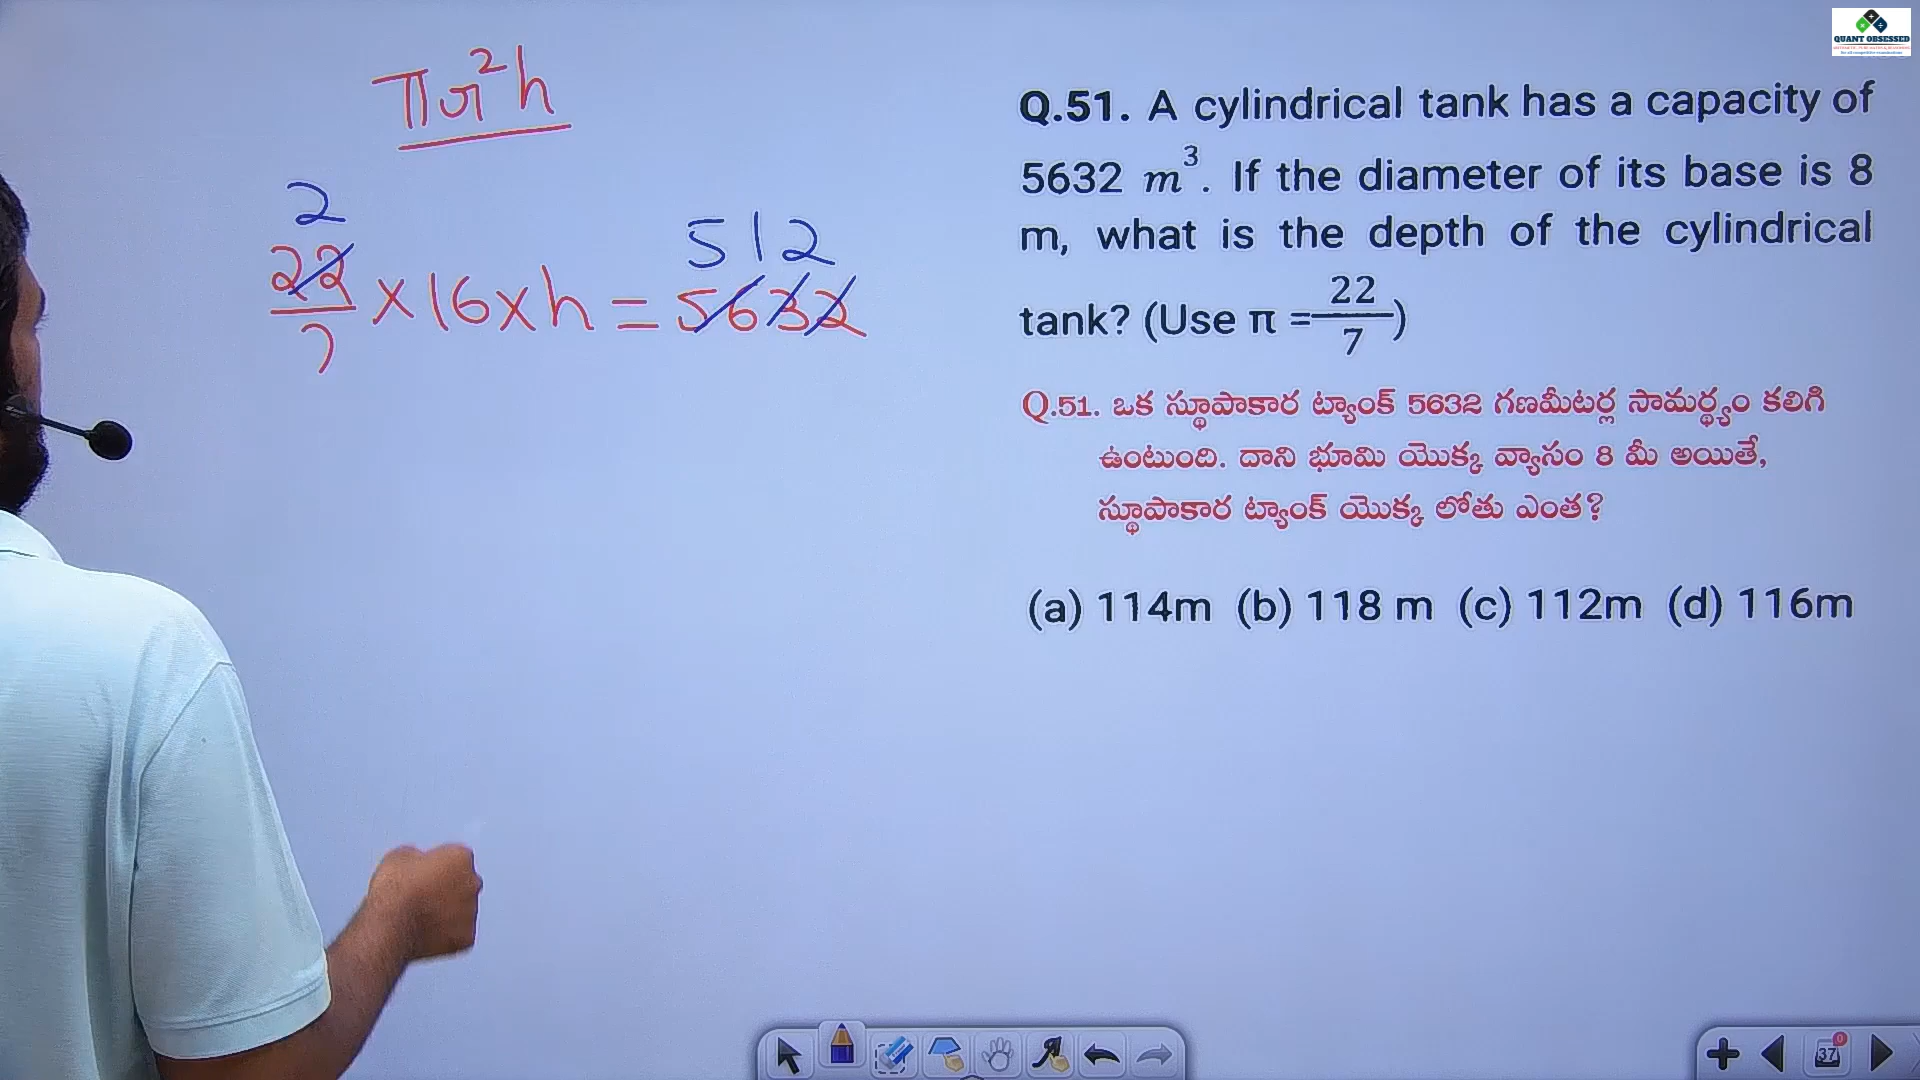 πr²h
2
22/7 × 16 × h = 5632
512
Q.51. A cylindrical tank has a capacity of
5632 m³. If the diameter of its base is 8
m, what is the depth of the cylindrical
tank? (Use π = 22/7)
Q.51. ఒక స్థూపాకార ట్యాంక్ 5632 గణమీటర్ల సామర్థ్యం కలిగి
ఉంటుంది. దాని భూమి యొక్క వ్యాసం 8 మీ అయితే,
స్థూపాకార ట్యాంక్ యొక్క లోతు ఎంత?
(a) 114m (b) 118 m (c) 112m (d) 116m
QUANT OBSESSED
37
0